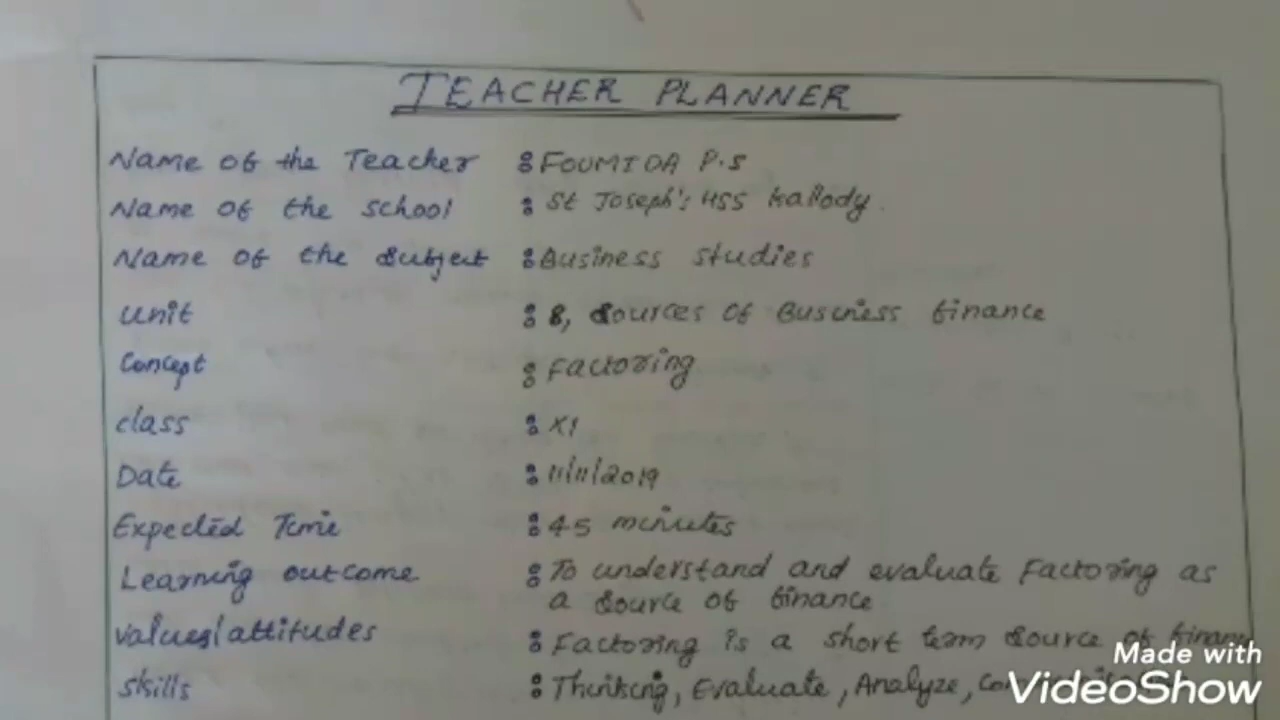 TEACHER PLANNER
Name of the Teacher : FOUMIDA P.S
Name of the school : St Joseph's HSS Kallody.
Name of the Subject : Business studies
Unit : 8, Sources of Business finance
Concept : Factoring
class : XI
Date : 11/11/2019
Expected Time : 45 minutes
Learning outcome : To understand and evaluate Factoring as
a source of finance
values/attitudes : Factoring is a short term source of finance
skills : Thinking, Evaluate, Analyze,
Made with
VideoShow